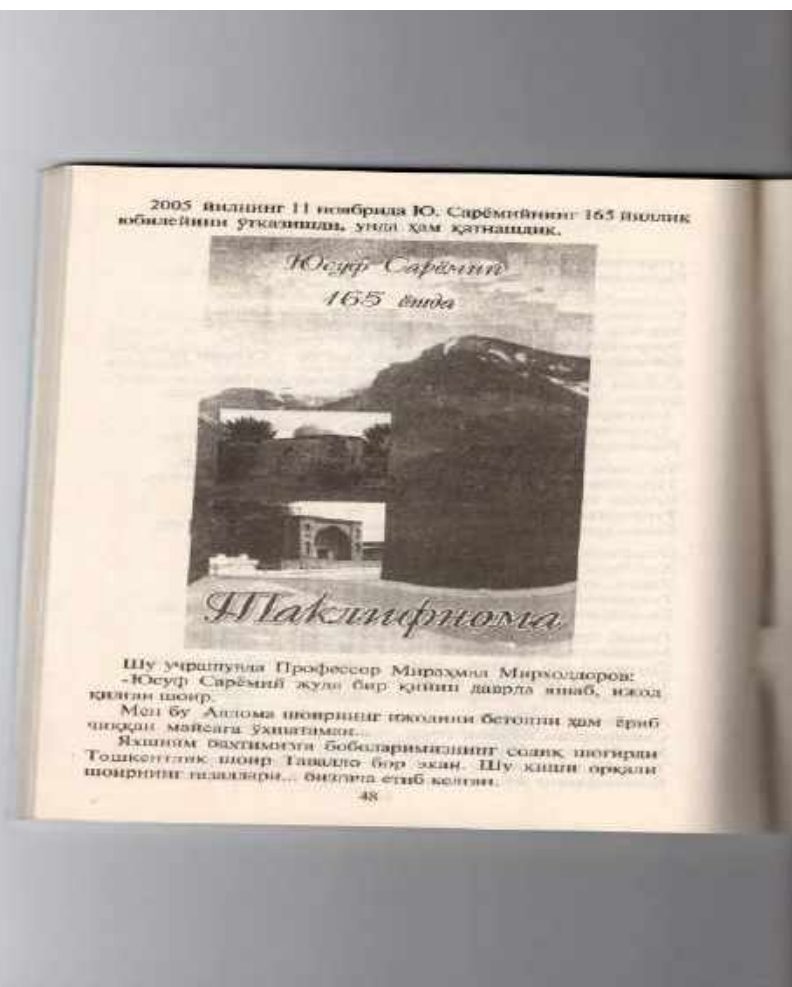 2005 йилнинг 11 ноябрида Ю. Сарёмийнинг 165 йиллик
юбилейини ўтказишди, унда ҳам қатнашдик.
Юсуф Сарёмий
165 ёшда
Таклифнома
Шу учрашувда Профессор Мираҳмад Мирхолдоров:
-Юсуф Сарёмий жуда бир қийин даврда яшаб, ижод
қилган шоир.
Мен бу Аллома шоирнинг ижодини бетонни ҳам ёриб
чиққан майсага ўхшатаман...
Яхшиям бахтимизга боболаримизнинг содиқ шогирди
Тошкентлик шоир Тавалло бор экан. Шу киши орқали
шоирнинг ғазаллари... бизгача етиб келган.
48